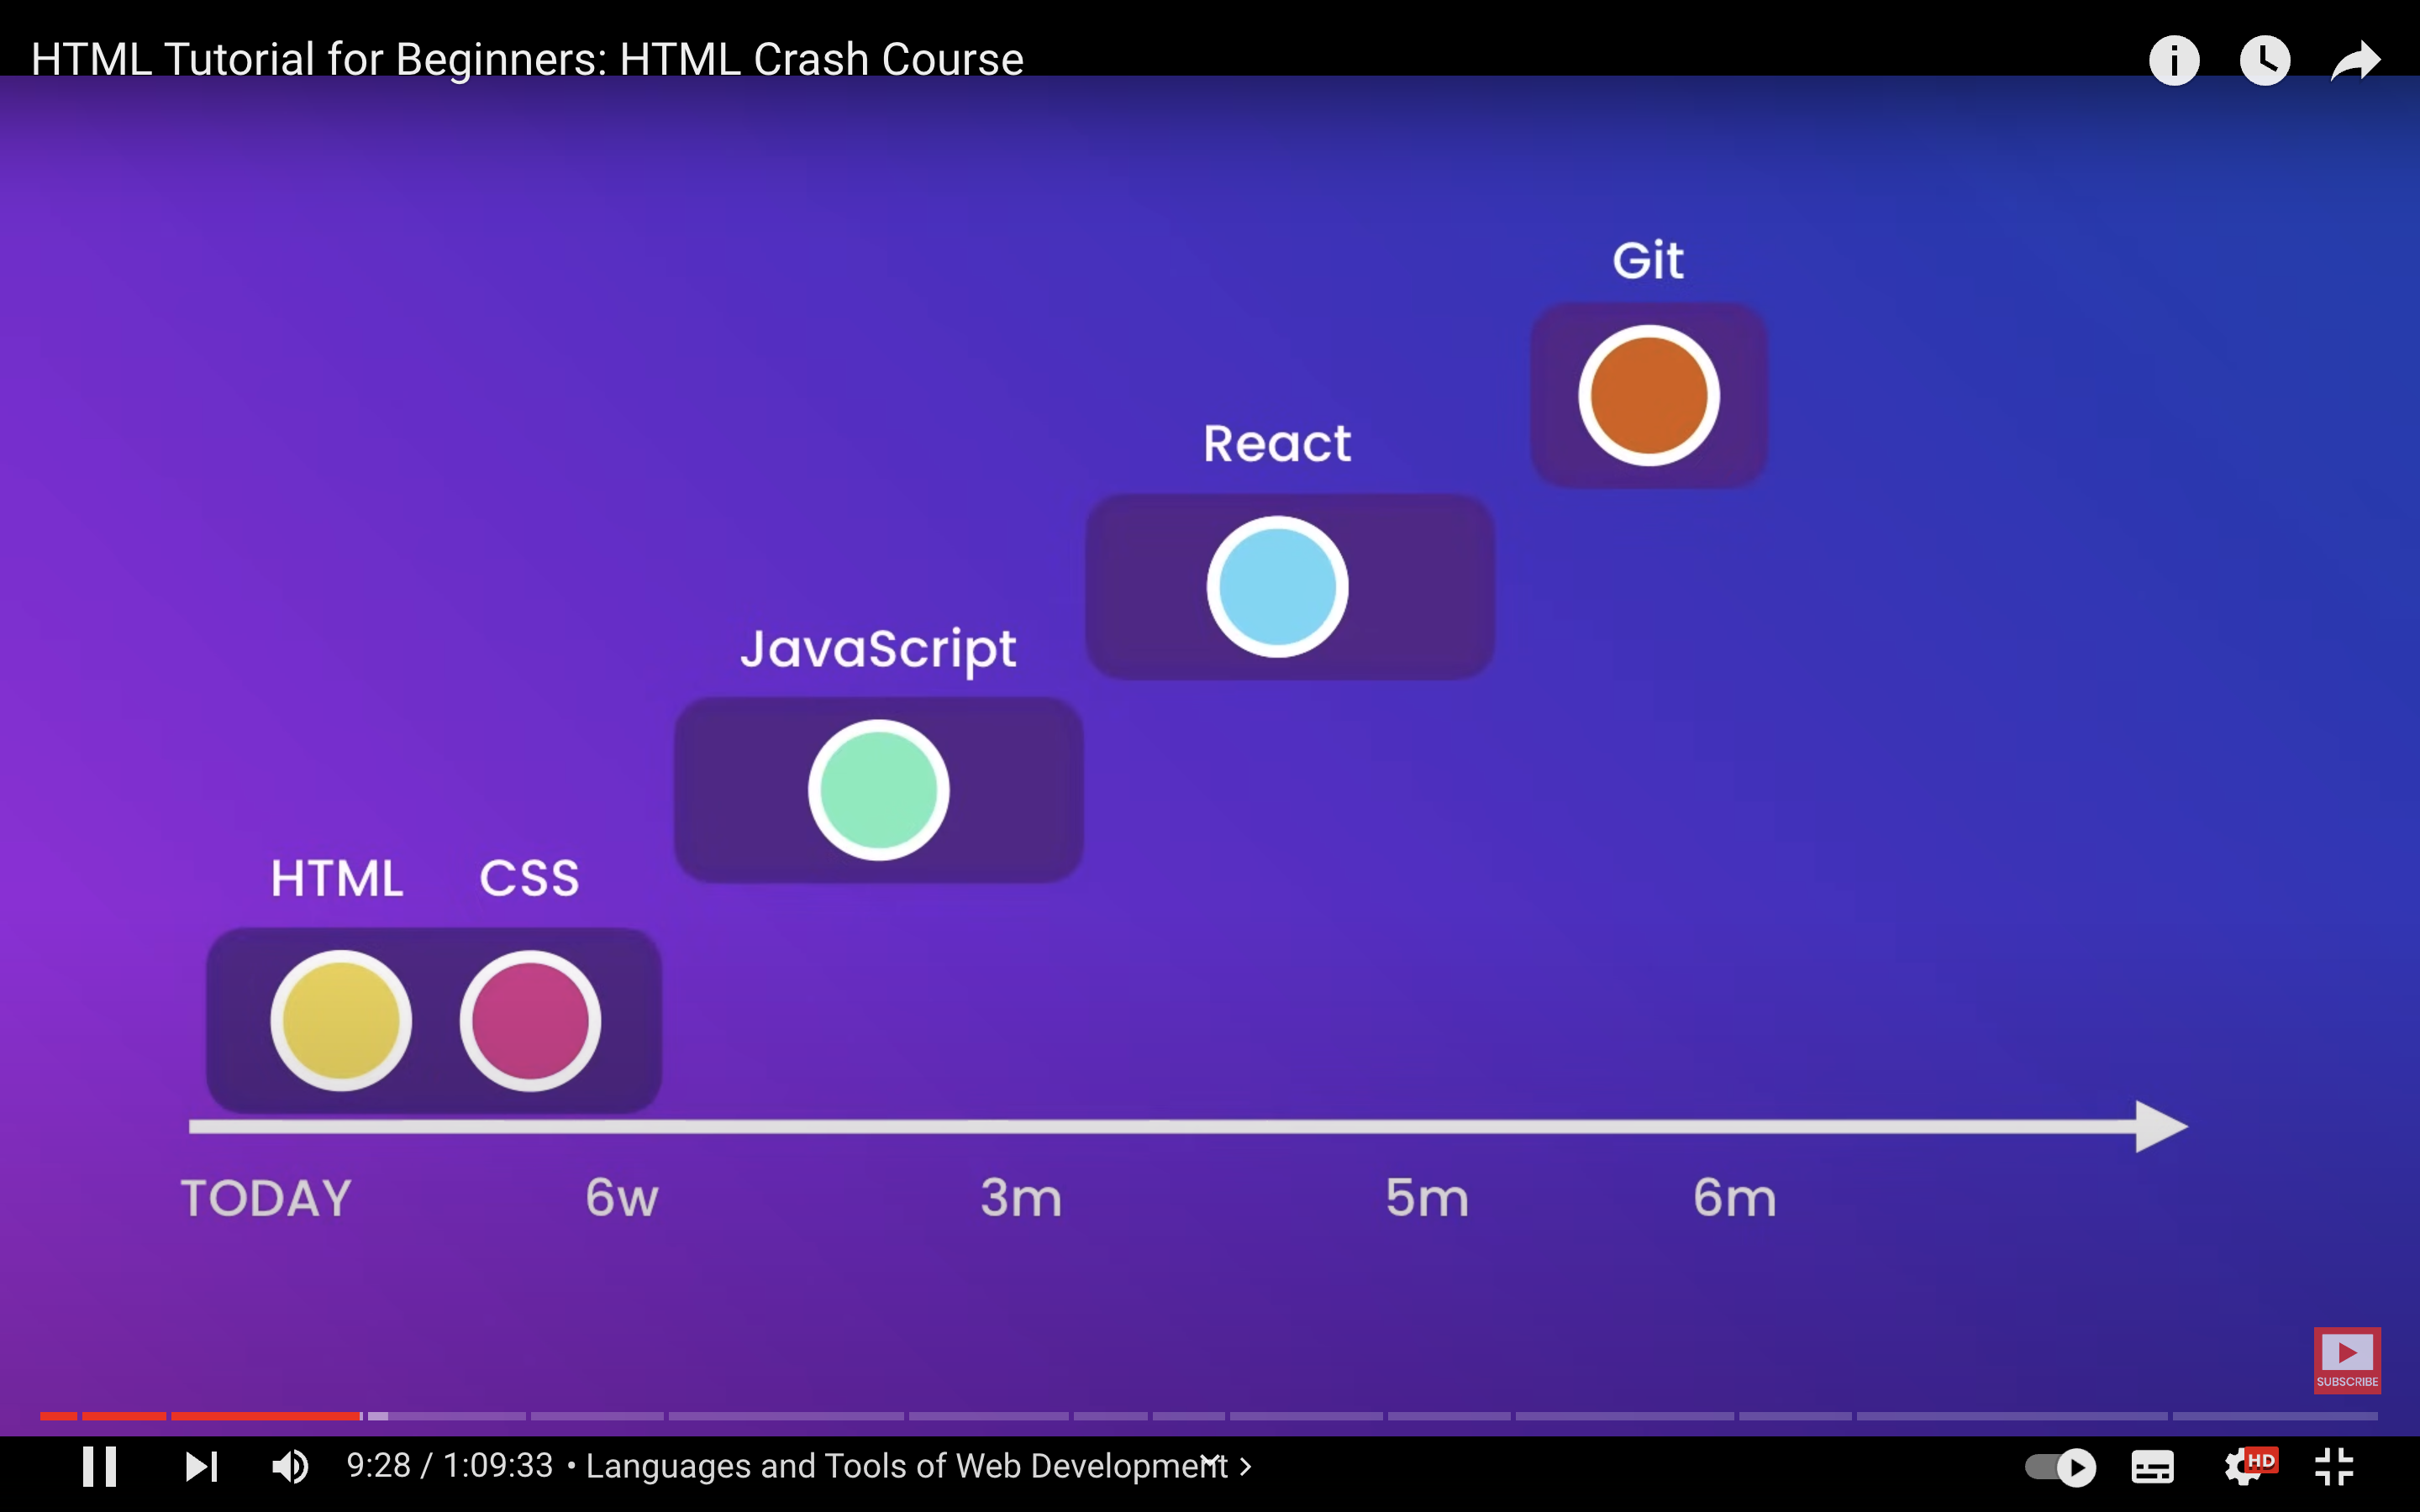 HTML Tutorial for Beginners: HTML Crash Course
Git
React
JavaScript
HTML CSS
TODAY 6w 3m 5m 6m
SUBSCRIBE
9:28 / 1:09:33 • Languages and Tools of Web Development
HD